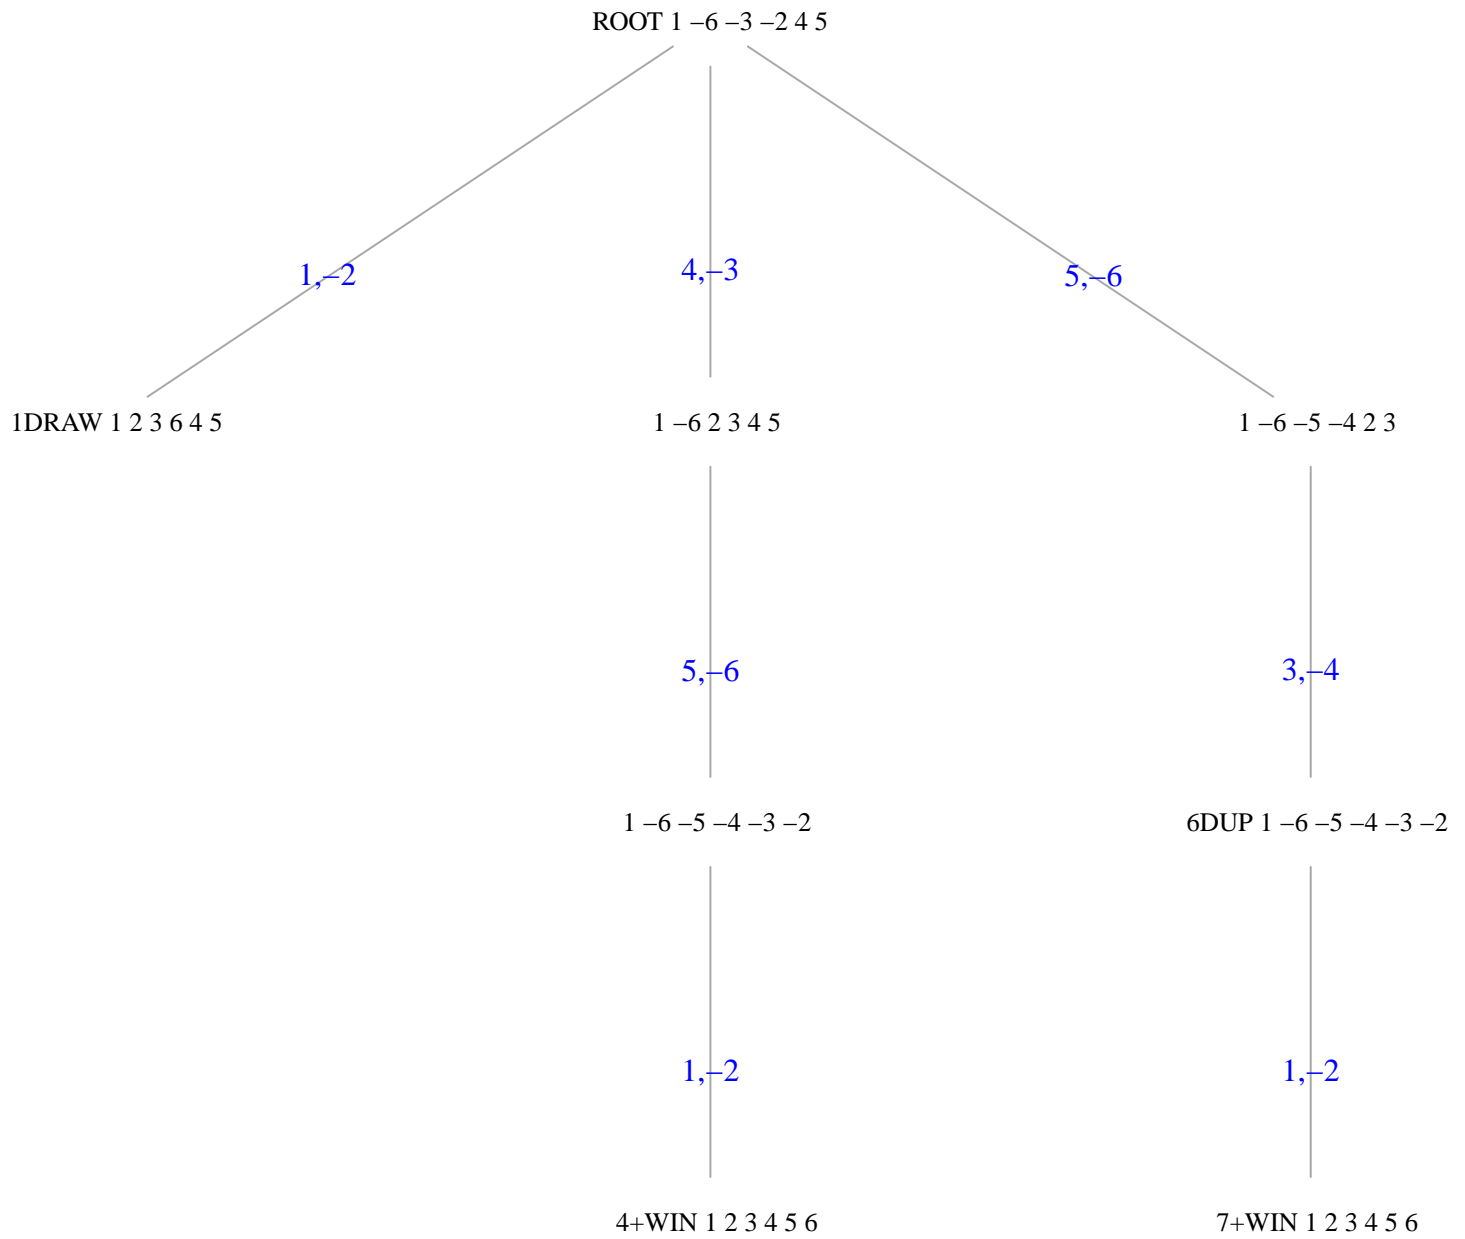 ROOT 1 –6 –3 –2 4 5
1,–2
4,–3
5,–6
1DRAW 1 2 3 6 4 5
1 –6 2 3 4 5
1 –6 –5 –4 2 3
5,–6
3,–4
1 –6 –5 –4 –3 –2
6DUP 1 –6 –5 –4 –3 –2
1,–2
1,–2
4+WIN 1 2 3 4 5 6
7+WIN 1 2 3 4 5 6